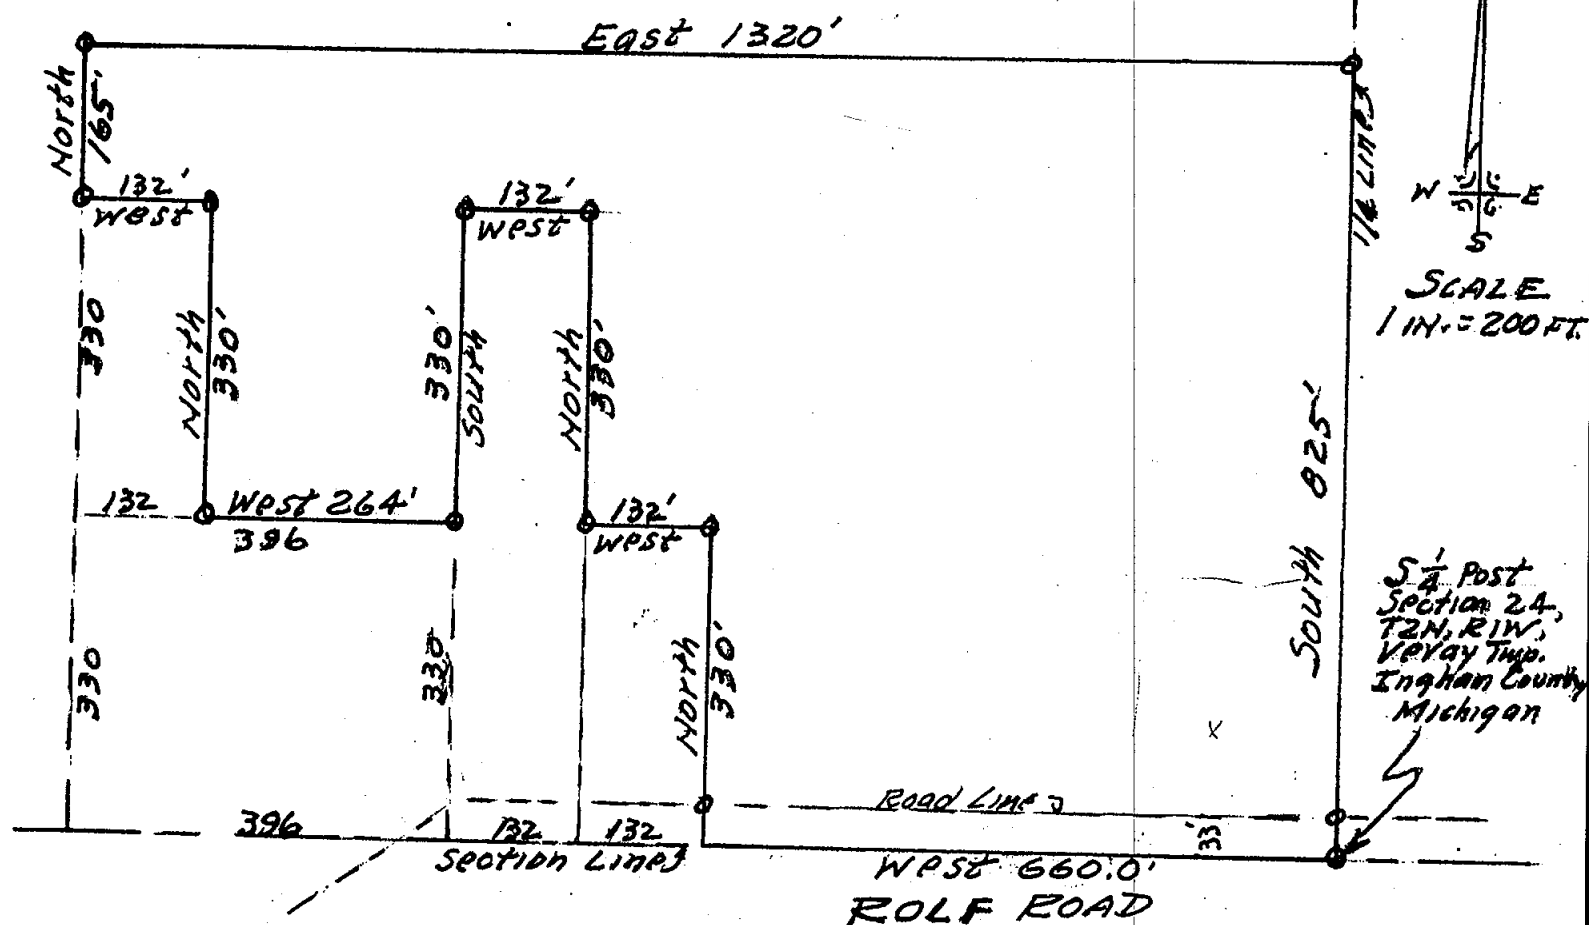 East 1320'
North
165'
132'
West
132'
West
1/4 Line
W E
S
SCALE
1 IN. = 200 FT.
330
North
330'
330'
South
North
330'
South 825'
132
West 264'
396
132'
West
S 1/4 Post
Section 24,
T2N, R1W,
Vevay Twp.
Ingham County
Michigan
330
330'
North
330'
X
Road Line
33'
396
132
132
Section Line
West 660.0'
ROLF ROAD